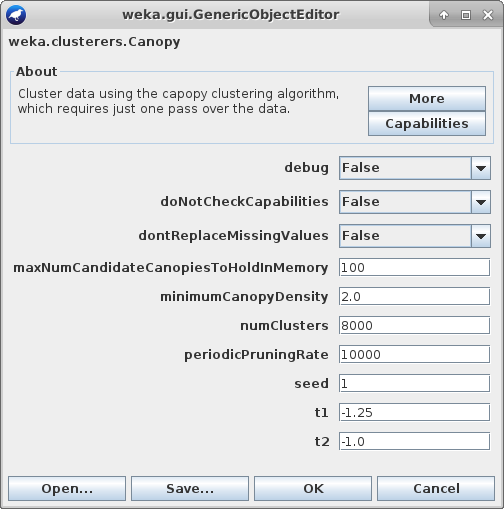 weka.gui.GenericObjectEditor
weka.clusterers.Canopy
About
Cluster data using the capopy clustering algorithm,
which requires just one pass over the data.
More
Capabilities
debug False
doNotCheckCapabilities False
dontReplaceMissingValues False
maxNumCandidateCanopiesToHoldInMemory 100
minimumCanopyDensity 2.0
numClusters 8000
periodicPruningRate 10000
seed 1
t1 -1.25
t2 -1.0
Open... Save... OK Cancel